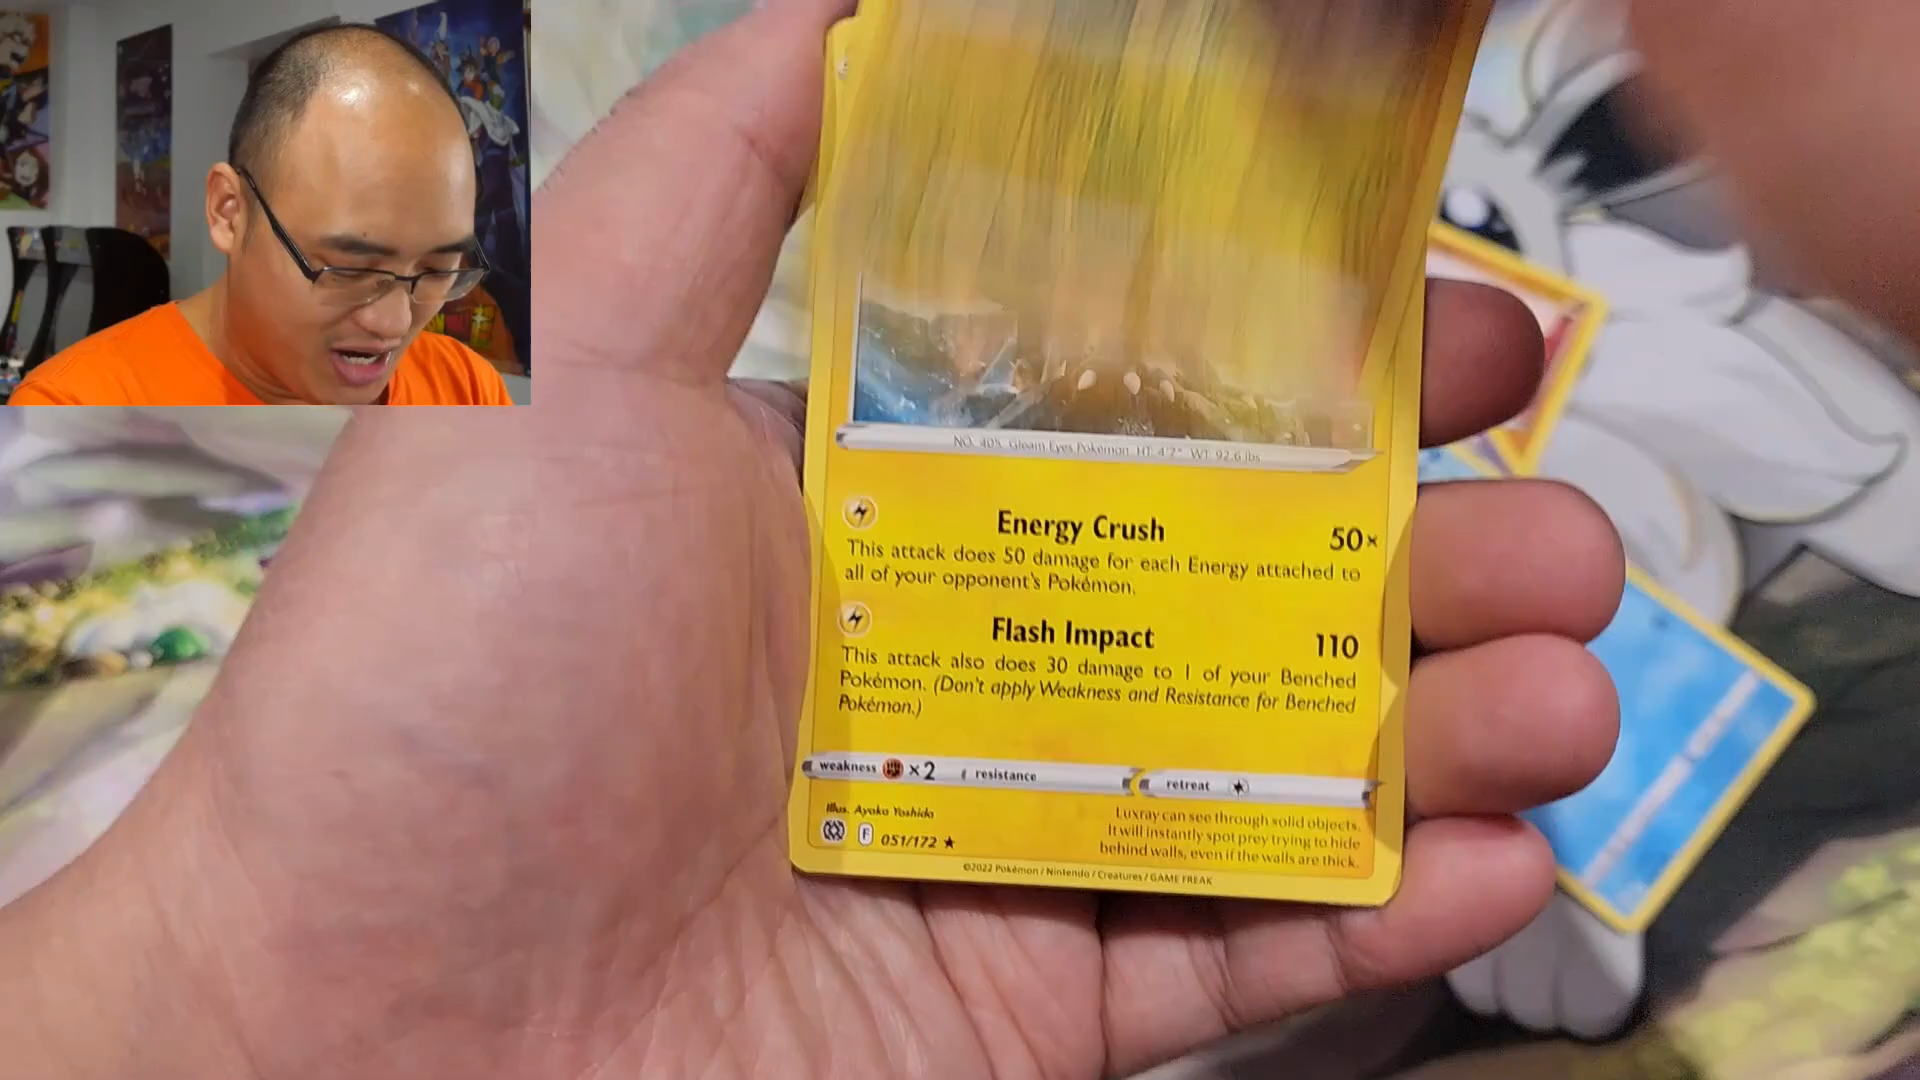 NO. 405 Gleam Eyes Pokémon HT 4'7" WT 92.6 lbs
Energy Crush 50×
This attack does 50 damage for each Energy attached to
all of your opponent's Pokémon.
Flash Impact 110
This attack also does 30 damage to 1 of your Benched
Pokémon. (Don't apply Weakness and Resistance for Benched
Pokémon.)
weakness ×2 resistance retreat
Illus. Ayaka Yoshida
F 051/172 ★
Luxray can see through solid objects.
It will instantly spot prey trying to hide
behind walls, even if the walls are thick.
©2022 Pokémon / Nintendo / Creatures / GAME FREAK